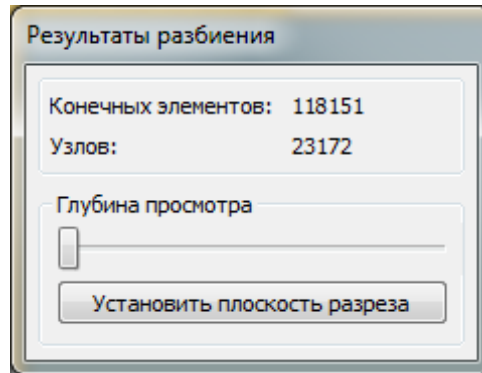 Результаты разбиения
Конечных элементов: 118151
Узлов: 23172
Глубина просмотра
Установить плоскость разреза